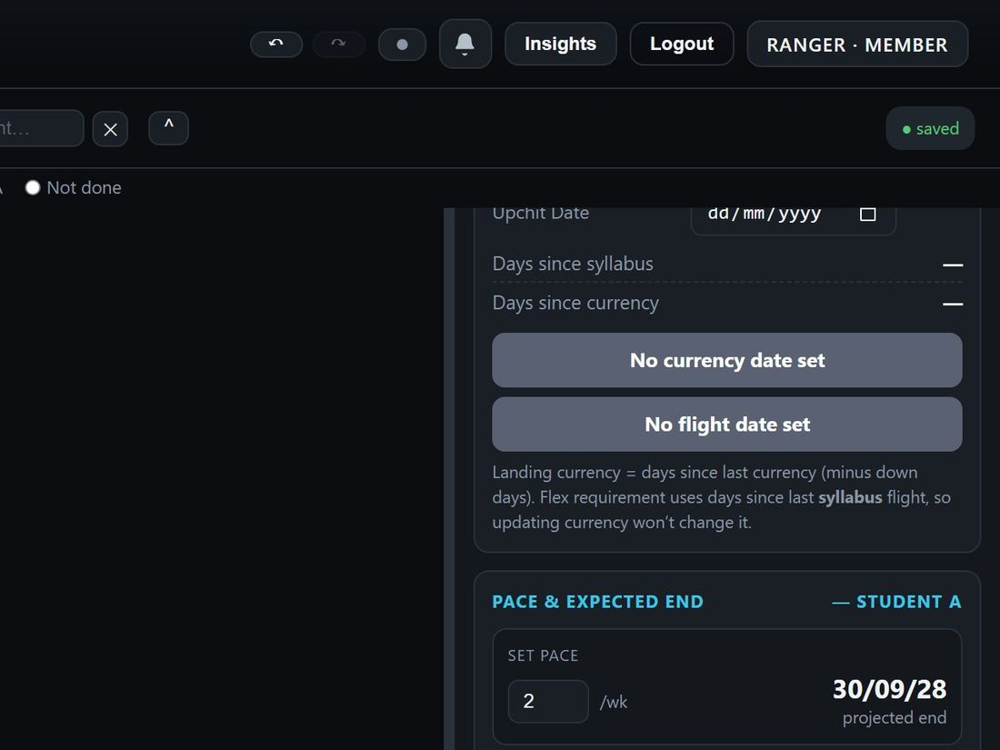 Insights
Logout
RANGER · MEMBER
nt…
^
● saved
Not done
Upchit Date
dd/mm/yyyy
Days since syllabus
—
Days since currency
—
No currency date set
No flight date set
Landing currency = days since last currency (minus down
days). Flex requirement uses days since last syllabus flight, so
updating currency won’t change it.
PACE & EXPECTED END
— STUDENT A
SET PACE
2
/wk
30/09/28
projected end